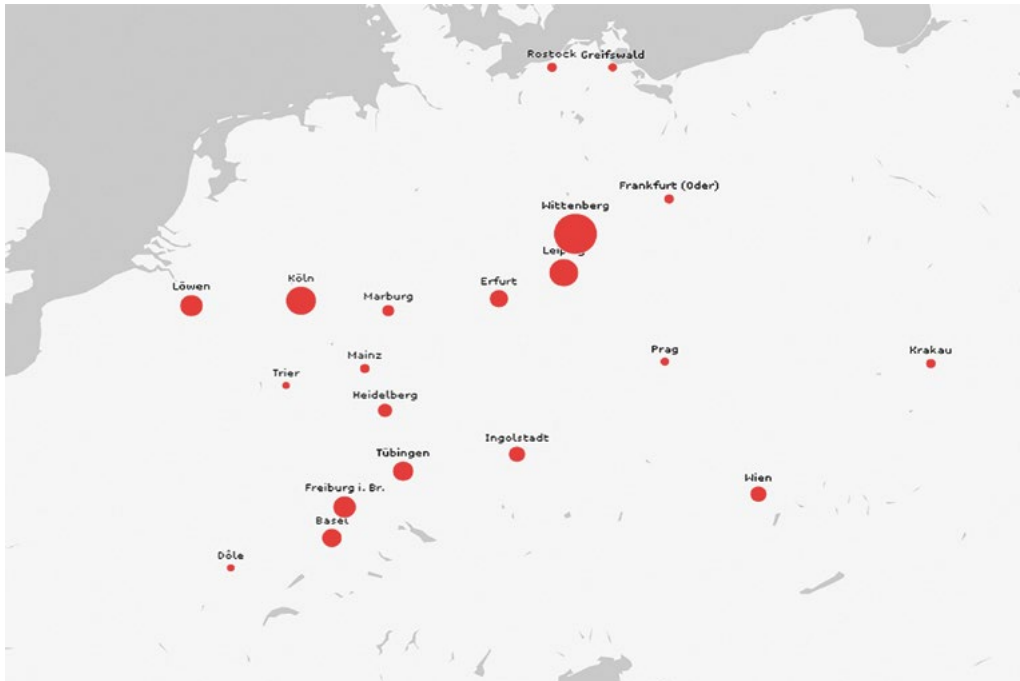 Rostock
Greifswald
Frankfurt (Oder)
Wittenberg
Leipzig
Löwen
Köln
Marburg
Erfurt
Mainz
Prag
Krakau
Trier
Heidelberg
Ingolstadt
Tübingen
Wien
Freiburg i. Br.
Basel
Dôle